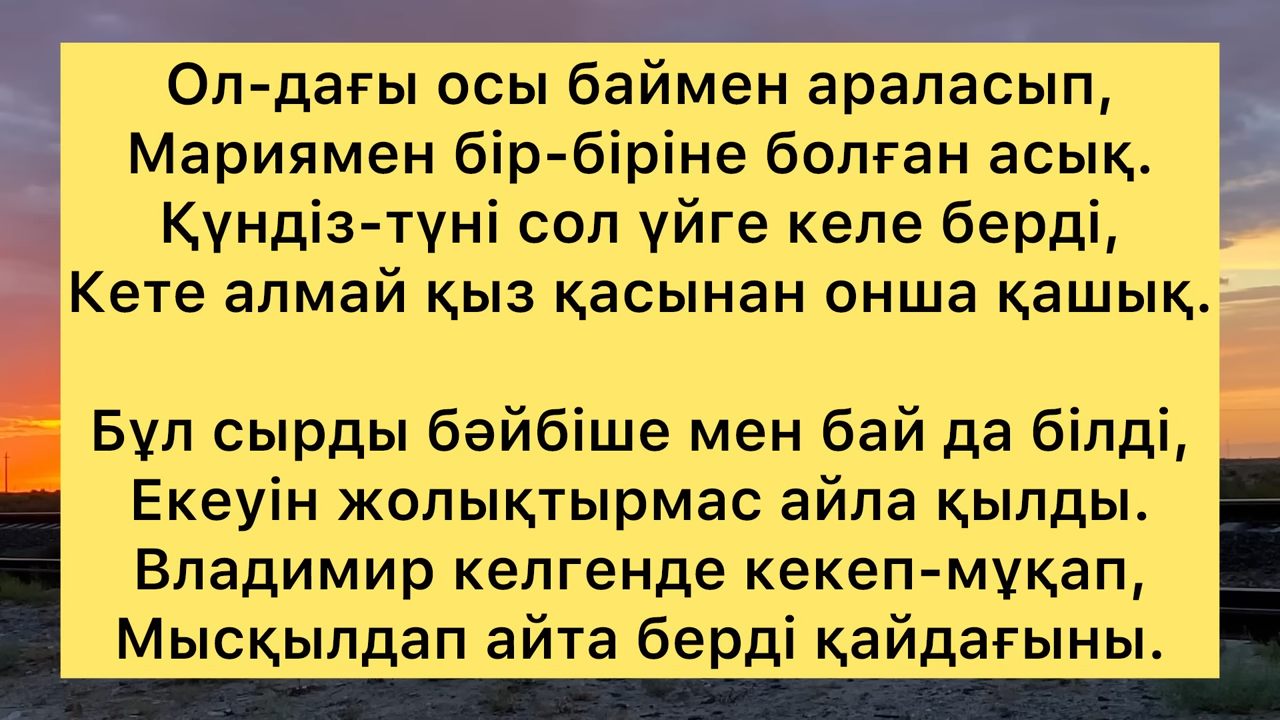 Ол-дағы осы баймен араласып,
Мариямен бір-біріне болған асық.
Қүндіз-түні сол үйге келе берді,
Кете алмай қыз қасынан онша қашық.
Бұл сырды бәйбіше мен бай да білді,
Екеуін жолықтырмас айла қылды.
Владимир келгенде кекеп-мұқап,
Мысқылдап айта берді қайдағыны.